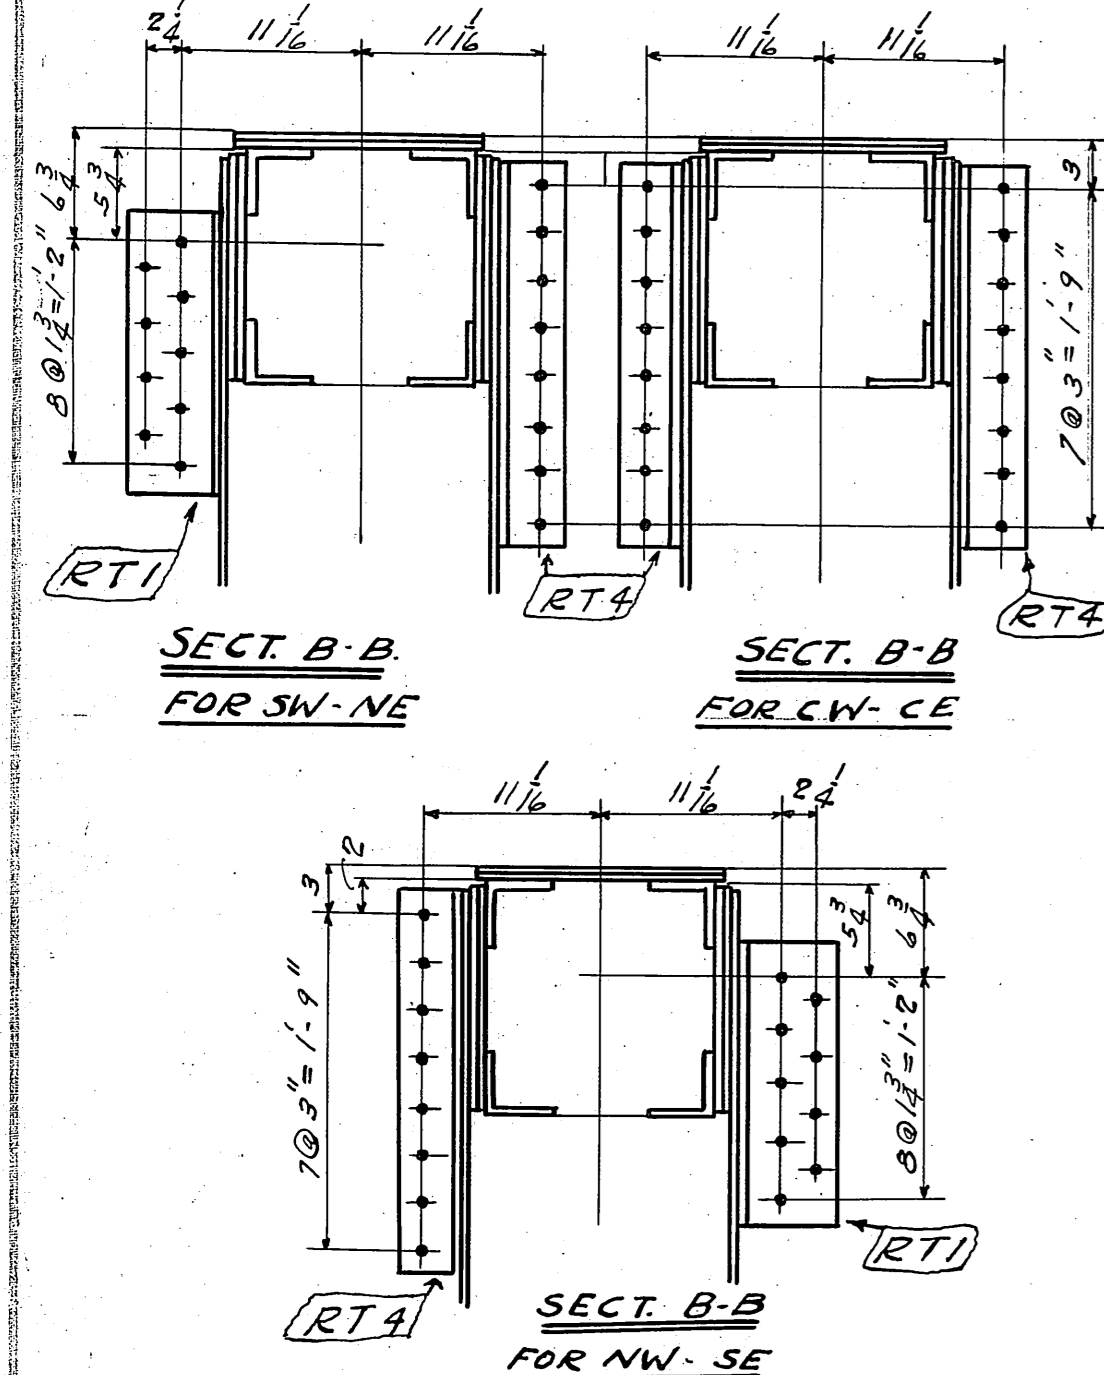 2 1/4
11 1/16
11 1/16
11 1/16
11 1/16
6 3/4
5 3/4
8 @ 1 3/4" = 1'-2"
3
7 @ 3" = 1'-9"
RT1
RT4
RT4
SECT. B-B.
FOR SW-NE
SECT. B-B
FOR CW-CE
11 1/16
11 1/16
2 1/4
3
2
5 3/4
6 3/4
7 @ 3" = 1'-9"
8 @ 1 3/4" = 1'-2"
RT4
RT1
SECT. B-B
FOR NW-SE